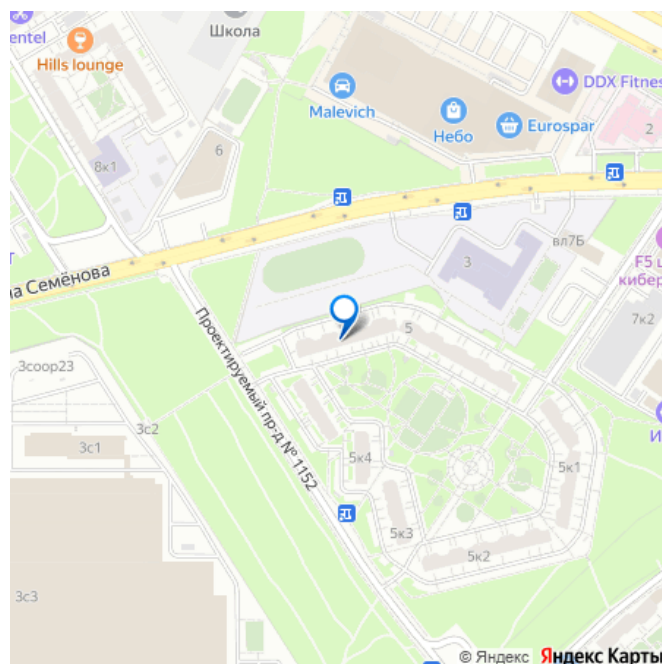 entel
Школа
Hills lounge
Malevich
Небо
Eurospar
DDX Fitnes
2
6
8к1
вл7Б
3
F5 ц
кибер
на Семёнова
т
7к2
5
Проектируемый пр-д № 1152
3соор23
3с2
3с1
И
5к4
5к1
5к3
5к2
3с3
© Яндекс Яндекс Карты